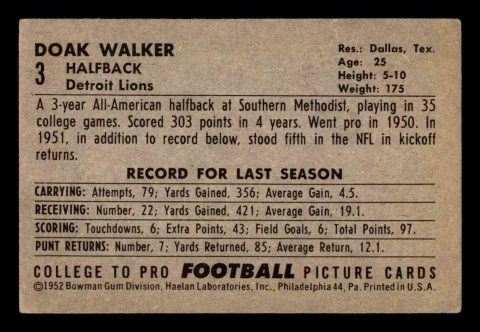 DOAK WALKER
3 HALFBACK
Detroit Lions
Res.: Dallas, Tex.
Age: 25
Height: 5-10
Weight: 175
A 3-year All-American halfback at Southern Methodist, playing in 35
college games. Scored 303 points in 4 years. Went pro in 1950. In
1951, in addition to record below, stood fifth in the NFL in kickoff
returns.
RECORD FOR LAST SEASON
CARRYING: Attempts, 79; Yards Gained, 356; Average Gain, 4.5.
RECEIVING: Number, 22; Yards Gained, 421; Average Gain, 19.1.
SCORING: Touchdowns, 6; Extra Points, 43; Field Goals, 6; Total Points, 97.
PUNT RETURNS: Number, 7; Yards Returned, 85; Average Return, 12.1.
COLLEGE TO PRO FOOTBALL PICTURE CARDS
©1952 Bowman Gum Division, Haelan Laboratories, Inc., Philadelphia 44, Pa. Printed in U.S.A.